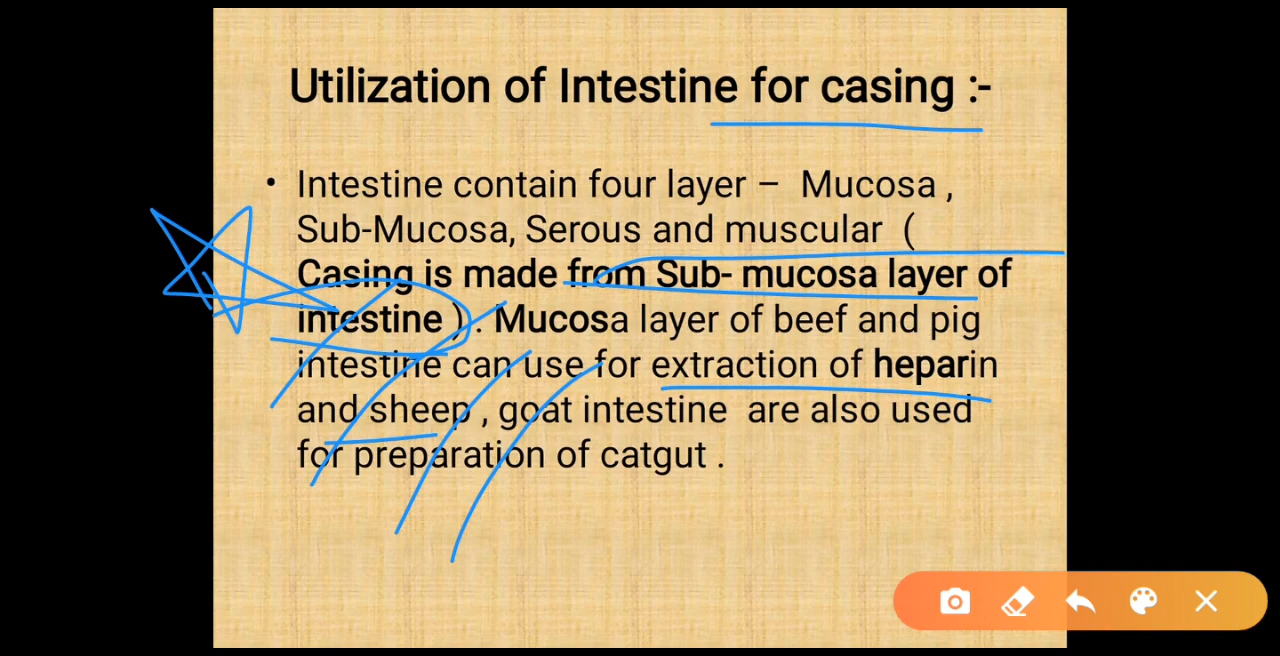 Utilization of Intestine for casing :-
• Intestine contain four layer – Mucosa ,
Sub-Mucosa, Serous and muscular (
Casing is made from Sub- mucosa layer of
intestine ) . Mucosa layer of beef and pig
intestine can use for extraction of heparin
and sheep , goat intestine are also used
for preparation of catgut .